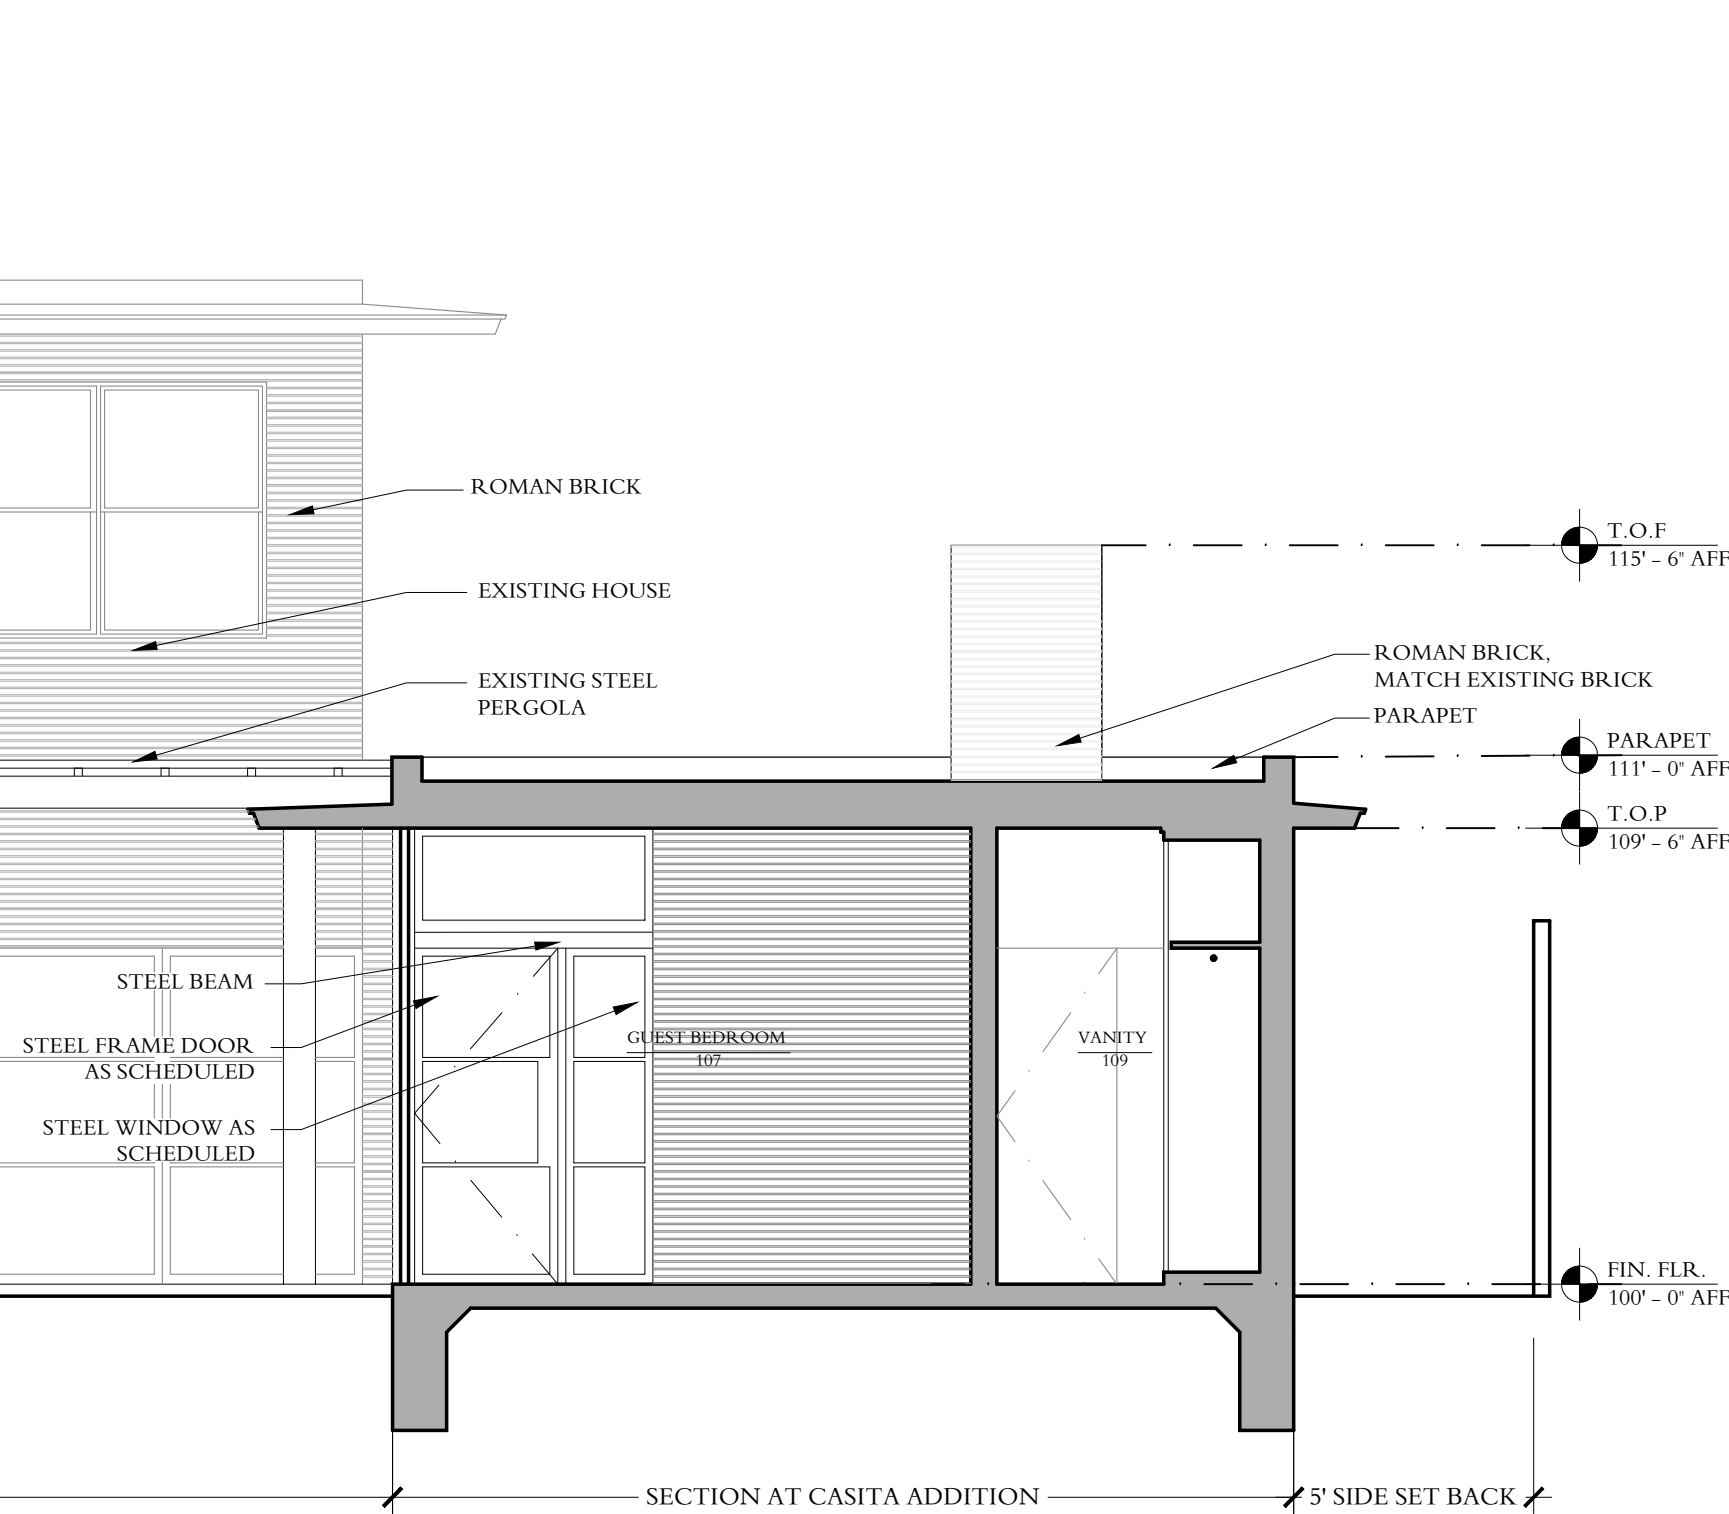 ROMAN BRICK
T.O.F
115' - 6" AFF
EXISTING HOUSE
ROMAN BRICK,
MATCH EXISTING BRICK
EXISTING STEEL
PERGOLA
PARAPET
PARAPET
111' - 0" AFF
T.O.P
109' - 6" AFF
STEEL BEAM
STEEL FRAME DOOR
AS SCHEDULED
GUEST BEDROOM
107
VANITY
109
STEEL WINDOW AS
SCHEDULED
FIN. FLR.
100' - 0" AFF
SECTION AT CASITA ADDITION
5' SIDE SET BACK